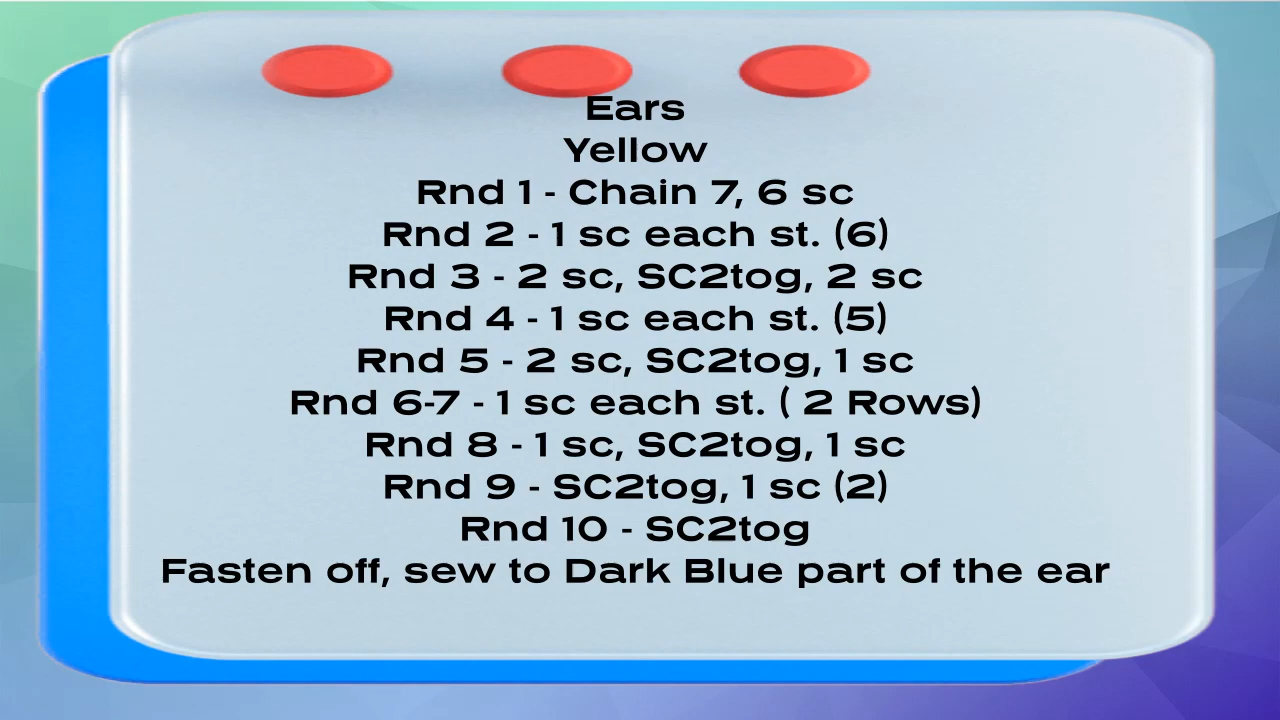 Ears
Yellow
Rnd 1 - Chain 7, 6 sc
Rnd 2 - 1 sc each st. (6)
Rnd 3 - 2 sc, SC2tog, 2 sc
Rnd 4 - 1 sc each st. (5)
Rnd 5 - 2 sc, SC2tog, 1 sc
Rnd 6-7 - 1 sc each st. ( 2 Rows)
Rnd 8 - 1 sc, SC2tog, 1 sc
Rnd 9 - SC2tog, 1 sc (2)
Rnd 10 - SC2tog
Fasten off, sew to Dark Blue part of the ear